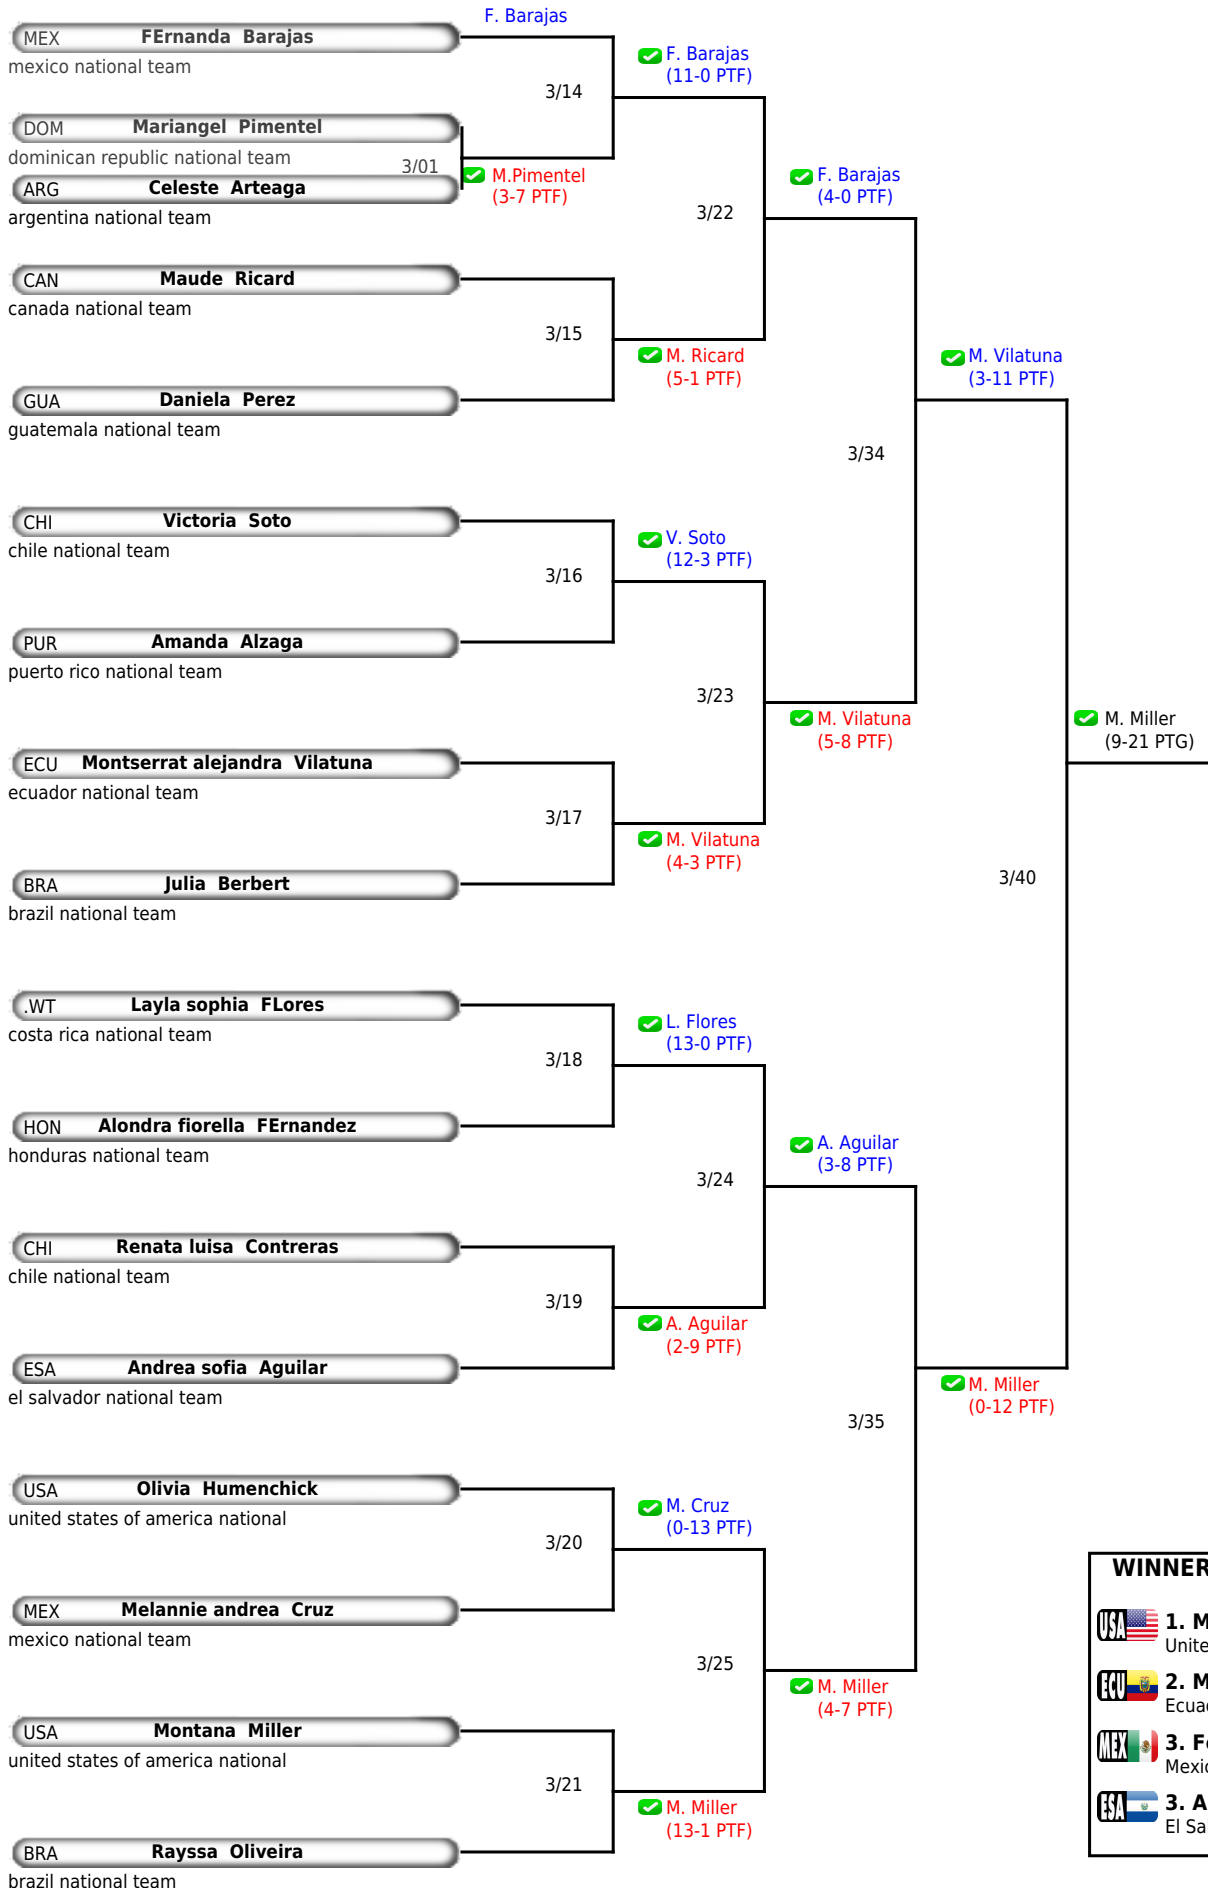 F. Barajas
MEX FErnanda Barajas
mexico national team
F. Barajas
(11-0 PTF)
3/14
DOM Mariangel Pimentel
dominican republic national team
3/01
M.Pimentel
(3-7 PTF)
ARG Celeste Arteaga
argentina national team
F. Barajas
(4-0 PTF)
3/22
CAN Maude Ricard
canada national team
3/15
M. Ricard
(5-1 PTF)
M. Vilatuna
(3-11 PTF)
GUA Daniela Perez
guatemala national team
3/34
CHI Victoria Soto
chile national team
V. Soto
(12-3 PTF)
3/16
PUR Amanda Alzaga
puerto rico national team
3/23
M. Vilatuna
(5-8 PTF)
M. Miller
(9-21 PTG)
ECU Montserrat alejandra Vilatuna
ecuador national team
3/17
M. Vilatuna
(4-3 PTF)
BRA Julia Berbert
brazil national team
3/40
.WT Layla sophia FLores
costa rica national team
L. Flores
(13-0 PTF)
3/18
HON Alondra fiorella FErnandez
honduras national team
A. Aguilar
(3-8 PTF)
3/24
CHI Renata luisa Contreras
chile national team
3/19
A. Aguilar
(2-9 PTF)
ESA Andrea sofia Aguilar
el salvador national team
M. Miller
(0-12 PTF)
3/35
USA Olivia Humenchick
united states of america national
M. Cruz
(0-13 PTF)
3/20
MEX Melannie andrea Cruz
mexico national team
3/25
M. Miller
(4-7 PTF)
USA Montana Miller
united states of america national
3/21
M. Miller
(13-1 PTF)
BRA Rayssa Oliveira
brazil national team
WINNER
USA 1. M
Unite
ECU 2. M
Ecuad
MEX 3. Fe
Mexic
ESA 3. A
El Sa